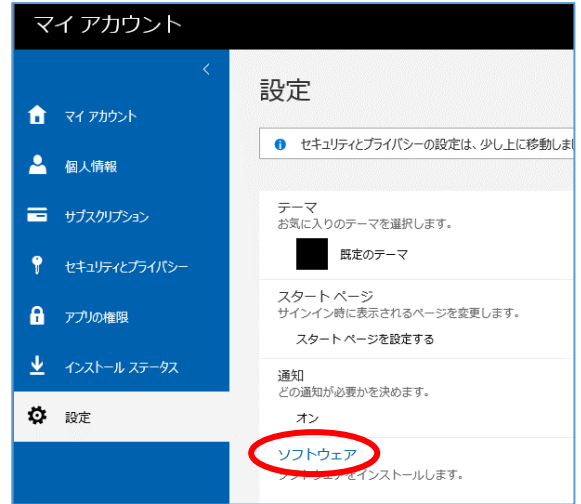 マイ アカウント
マイ アカウント
個人情報
サブスクリプション
セキュリティとプライバシー
アプリの権限
インストール ステータス
設定
設定
セキュリティとプライバシーの設定は、少し上に移動しま
テーマ
お気に入りのテーマを選択します。
既定のテーマ
スタート ページ
サインイン時に表示されるページを変更します。
スタート ページを設定する
通知
どの通知が必要かを決めます。
オン
ソフトウェア
ソフトウェアをインストールします。